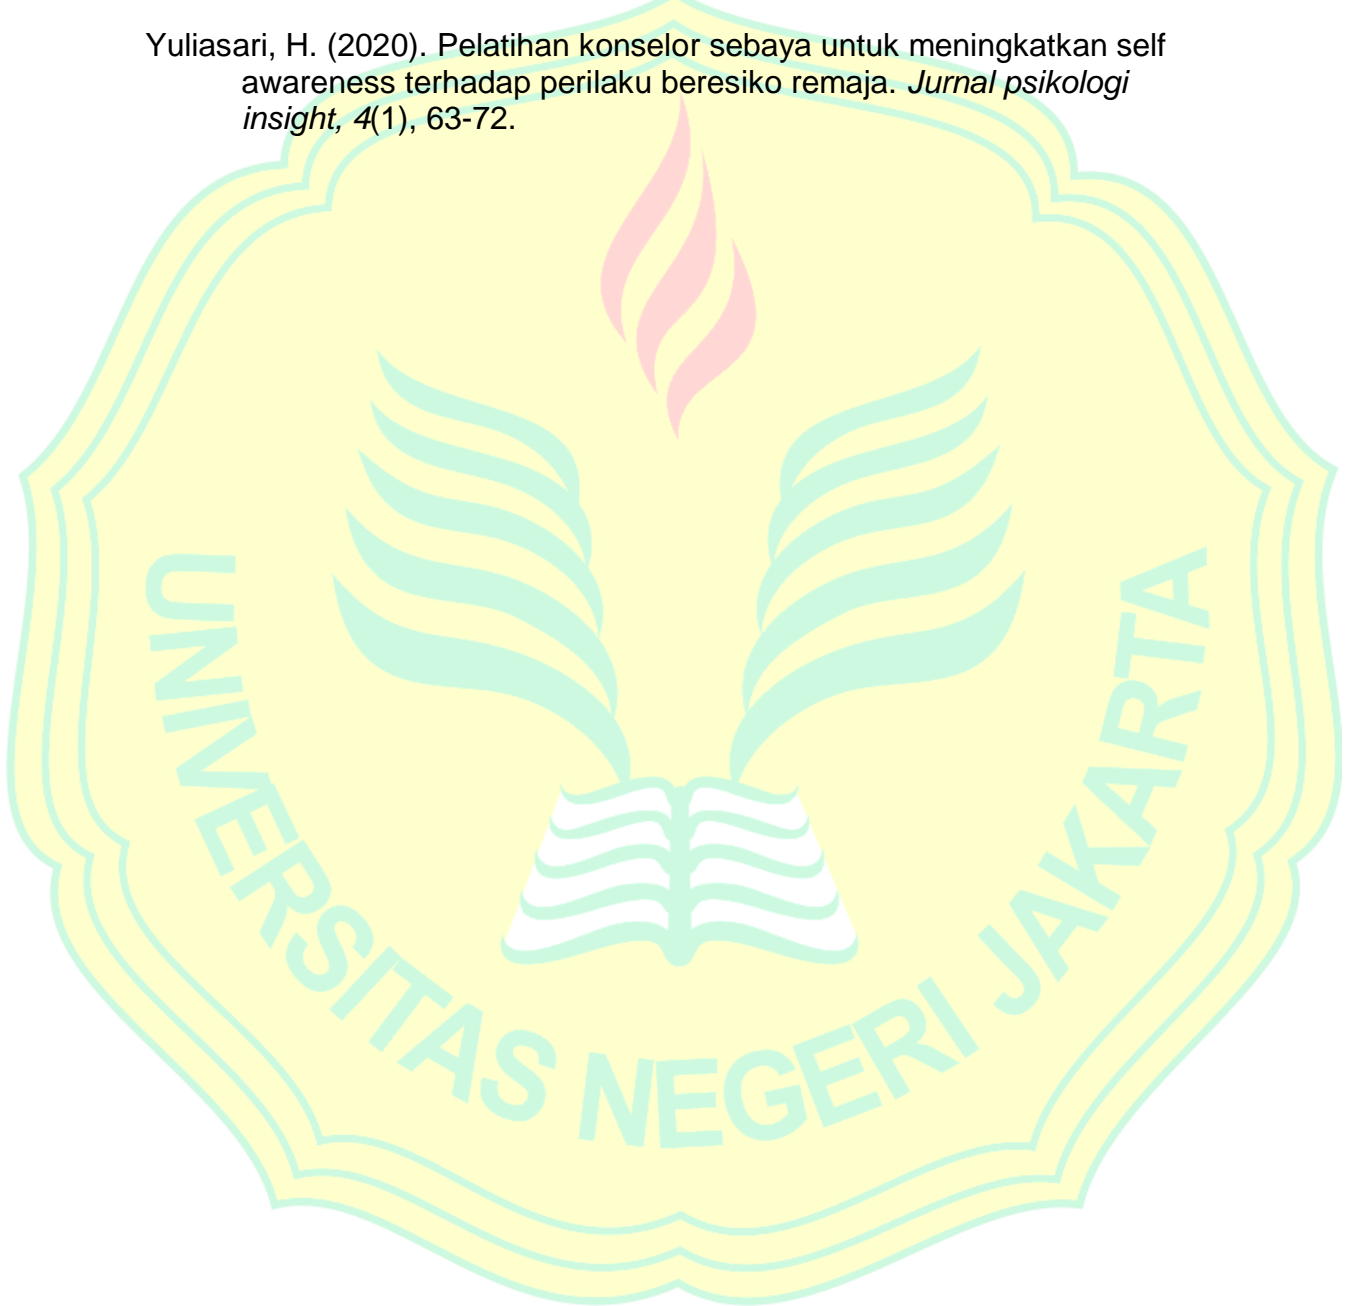 Yuliasari, H. (2020). Pelatihan konselor sebaya untuk meningkatkan self
awareness terhadap perilaku beresiko remaja. Jurnal psikologi
insight, 4(1), 63-72.
UNIVERSITAS NEGERI JAKARTA